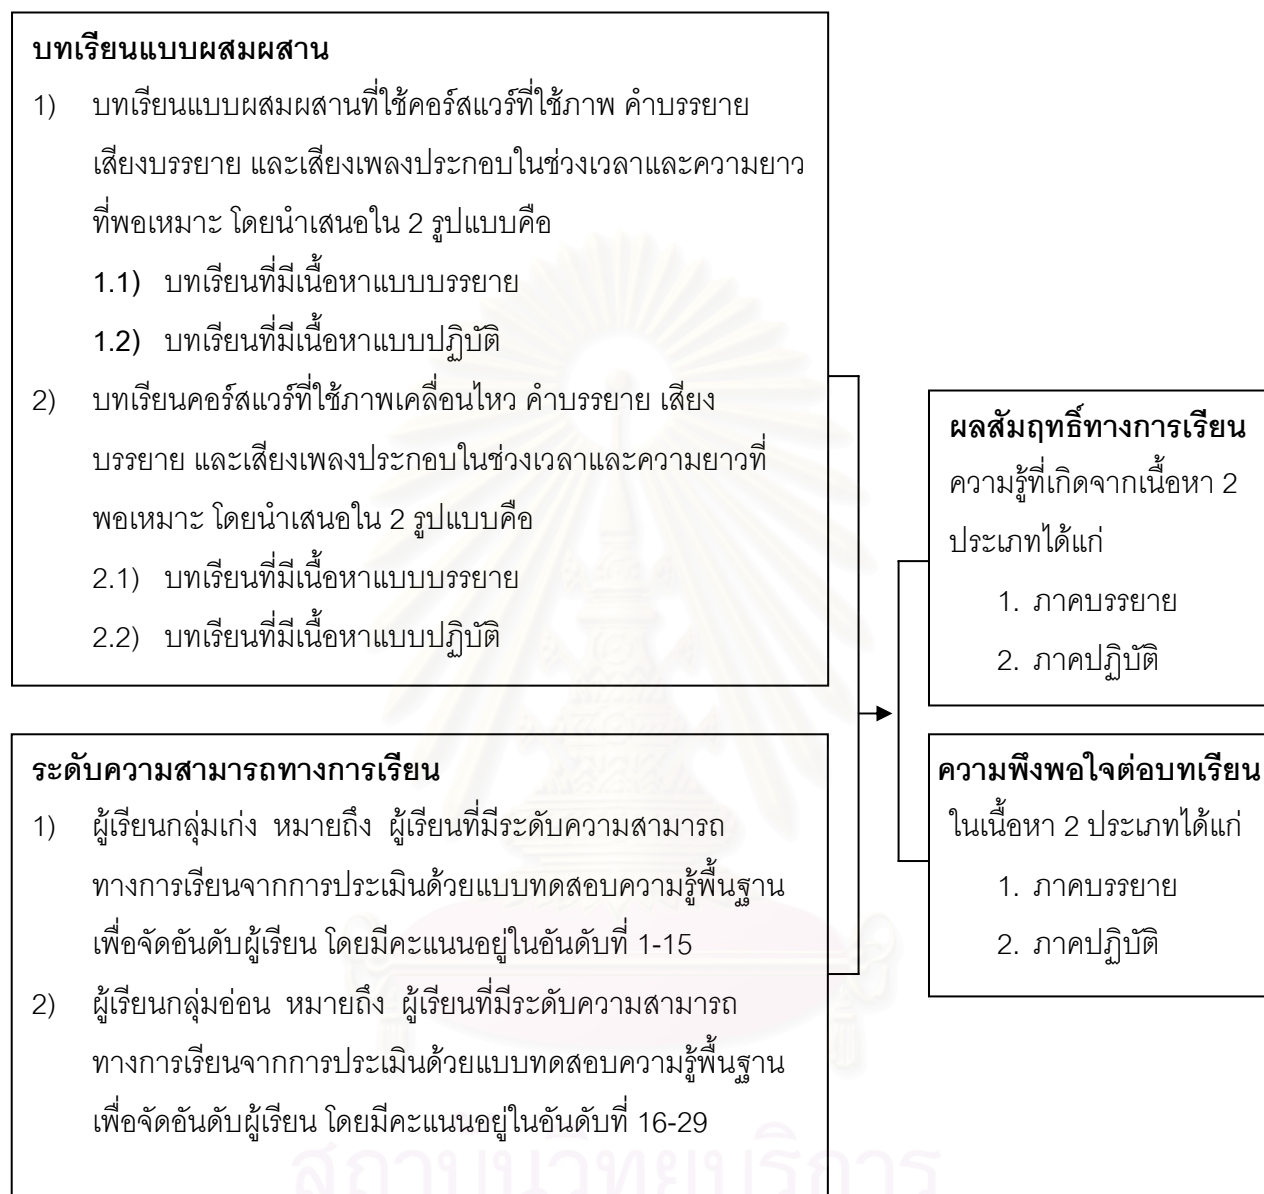 บทเรียนแบบผสมผสาน
1) บทเรียนแบบผสมผสานที่ใช้คอร์สแวร์ที่ใช้ภาพ คำบรรยาย
เสียงบรรยาย และเสียงเพลงประกอบในช่วงเวลาและความยาว
ที่พอเหมาะ โดยนำเสนอใน 2 รูปแบบคือ
1.1) บทเรียนที่มีเนื้อหาแบบบรรยาย
1.2) บทเรียนที่มีเนื้อหาแบบปฏิบัติ
2) บทเรียนคอร์สแวร์ที่ใช้ภาพเคลื่อนไหว คำบรรยาย เสียง
บรรยาย และเสียงเพลงประกอบในช่วงเวลาและความยาวที่
พอเหมาะ โดยนำเสนอใน 2 รูปแบบคือ
2.1) บทเรียนที่มีเนื้อหาแบบบรรยาย
2.2) บทเรียนที่มีเนื้อหาแบบปฏิบัติ
ระดับความสามารถทางการเรียน
1) ผู้เรียนกลุ่มเก่ง หมายถึง ผู้เรียนที่มีระดับความสามารถ
ทางการเรียนจากการประเมินด้วยแบบทดสอบความรู้พื้นฐาน
เพื่อจัดอันดับผู้เรียน โดยมีคะแนนอยู่ในอันดับที่ 1-15
2) ผู้เรียนกลุ่มอ่อน หมายถึง ผู้เรียนที่มีระดับความสามารถ
ทางการเรียนจากการประเมินด้วยแบบทดสอบความรู้พื้นฐาน
เพื่อจัดอันดับผู้เรียน โดยมีคะแนนอยู่ในอันดับที่ 16-29
ผลสัมฤทธิ์ทางการเรียน
ความรู้ที่เกิดจากเนื้อหา 2
ประเภทได้แก่
1. ภาคบรรยาย
2. ภาคปฏิบัติ
ความพึงพอใจต่อบทเรียน
ในเนื้อหา 2 ประเภทได้แก่
1. ภาคบรรยาย
2. ภาคปฏิบัติ
สถาบันวิทยบริการ